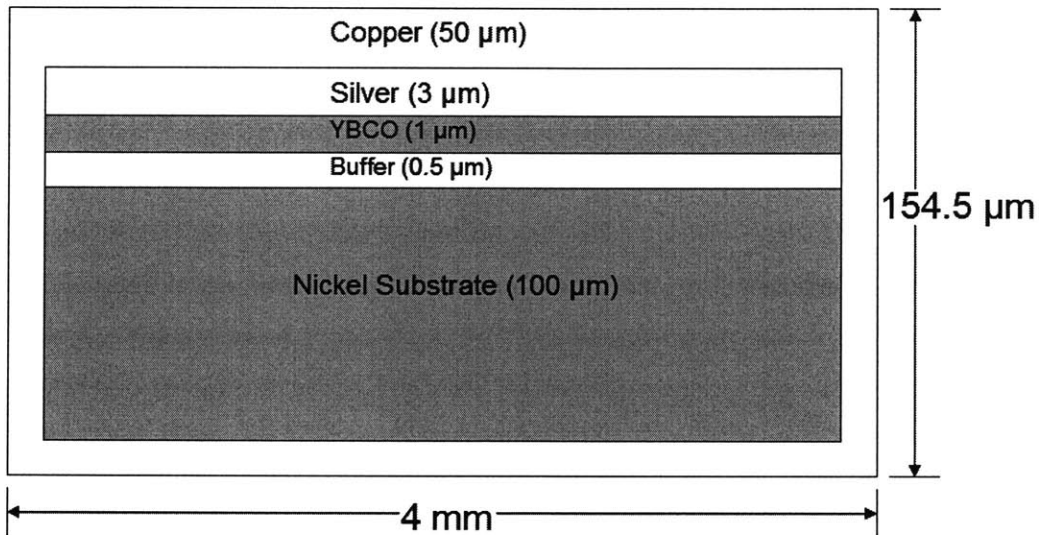 Copper (50 µm)
Silver (3 µm)
YBCO (1 µm)
Buffer (0.5 µm)
154.5 µm
Nickel Substrate (100 µm)
4 mm